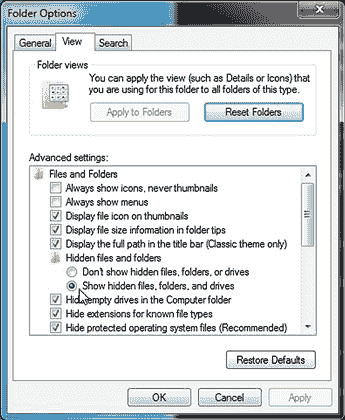 Folder Options
General
View
Search
Folder views
You can apply the view (such as Details or Icons) that
you are using for this folder to all folders of this type.
Apply to Folders
Reset Folders
Advanced settings:
Files and Folders
Always show icons, never thumbnails
Always show menus
Display file icon on thumbnails
Display file size information in folder tips
Display the full path in the title bar (Classic theme only)
Hidden files and folders
Don't show hidden files, folders, or drives
Show hidden files, folders, and drives
Hide empty drives in the Computer folder
Hide extensions for known file types
Hide protected operating system files (Recommended)
Restore Defaults
OK
Cancel
Apply